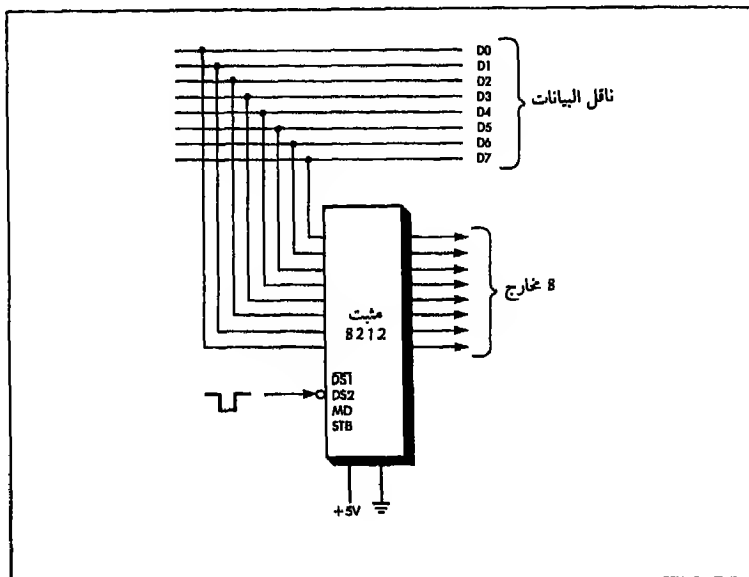 D0
D1
D2
D3
D4
D5
D6
D7
ناقل البيانات
8 مخارج
مثبت
8212
DS1
DS2
MD
STB
+5V